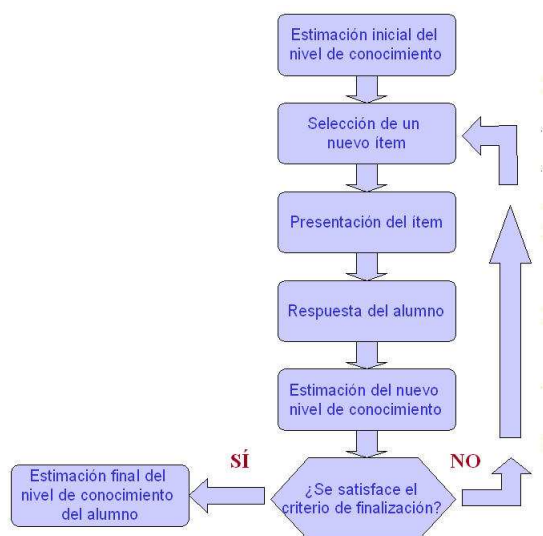 Estimación inicial del
nivel de conocimiento
Selección de un
nuevo ítem
Presentación del ítem
Respuesta del alumno
Estimación del nuevo
nivel de conocimiento
SÍ
NO
¿Se satisface el
criterio de finalización?
Estimación final del
nivel de conocimiento
del alumno